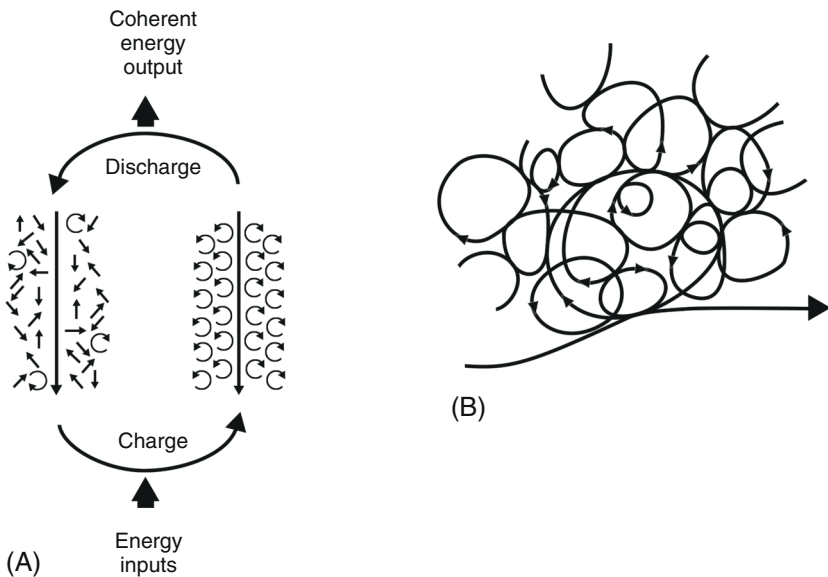 Coherent
energy
output
Discharge
Charge
Energy
inputs
(A)
(B)